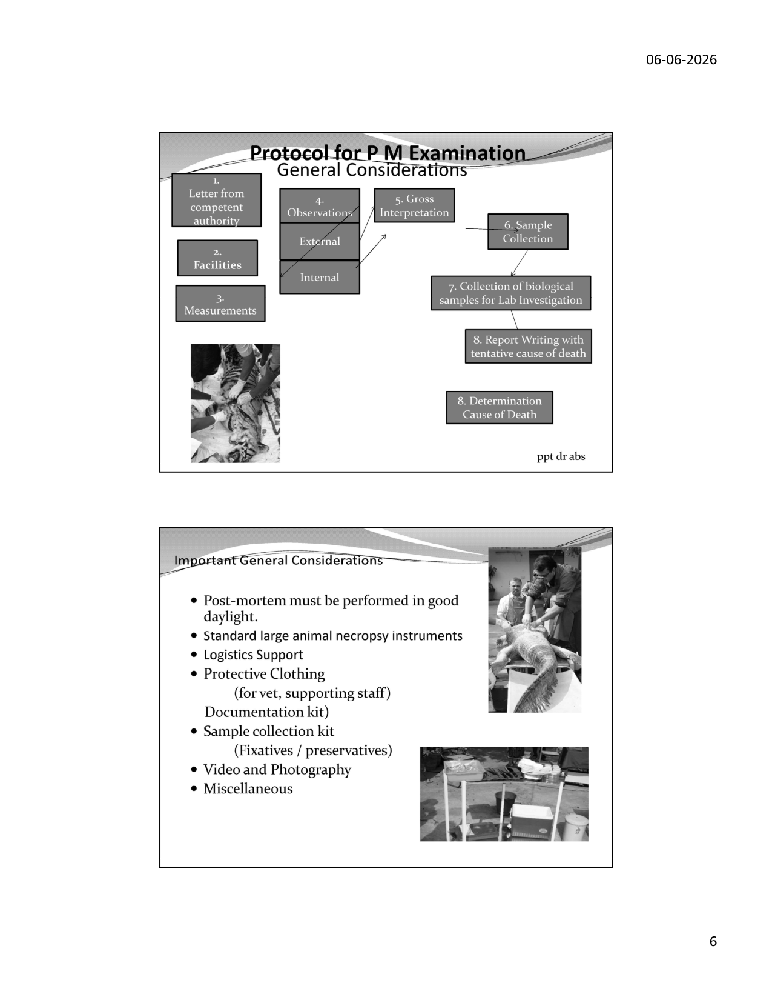 06-06-2026
Protocol for P M Examination
General Considerations
1.
Letter from
competent
authority
2.
Facilities
3.
Measurements
4.
Observations
External
Internal
5. Gross
Interpretation
6. Sample
Collection
7. Collection of biological
samples for Lab Investigation
8. Report Writing with
tentative cause of death
8. Determination
Cause of Death
ppt dr abs
Important General Considerations
• Post-mortem must be performed in good
daylight.
• Standard large animal necropsy instruments
• Logistics Support
• Protective Clothing
(for vet, supporting staff)
Documentation kit)
• Sample collection kit
(Fixatives / preservatives)
• Video and Photography
• Miscellaneous
6